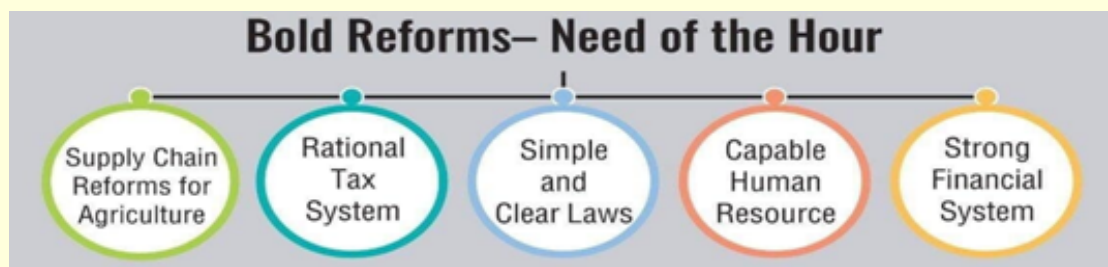 Bold Reforms– Need of the Hour
Supply Chain
Reforms for
Agriculture
Rational
Tax
System
Simple
and
Clear Laws
Capable
Human
Resource
Strong
Financial
System